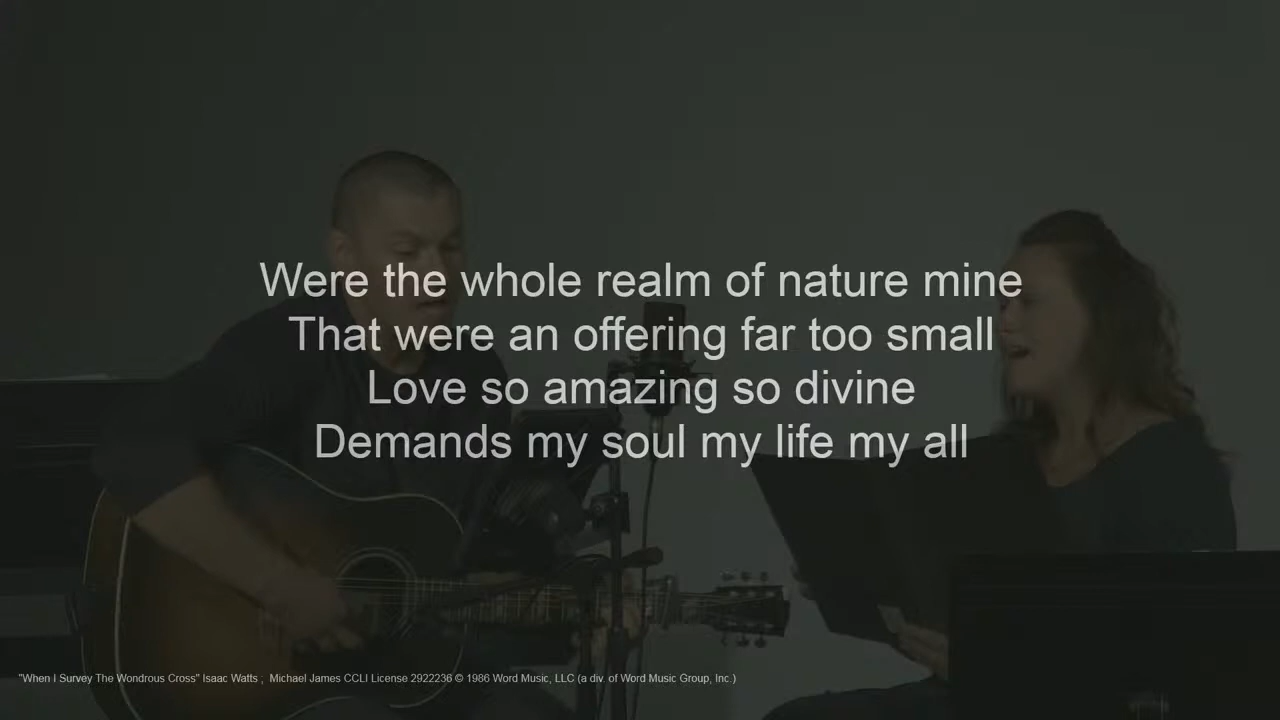 Were the whole realm of nature mine
That were an offering far too small
Love so amazing so divine
Demands my soul my life my all
"When I Survey The Wondrous Cross" Isaac Watts ; Michael James CCLI License 2922236 © 1986 Word Music, LLC (a div. of Word Music Group, Inc.)